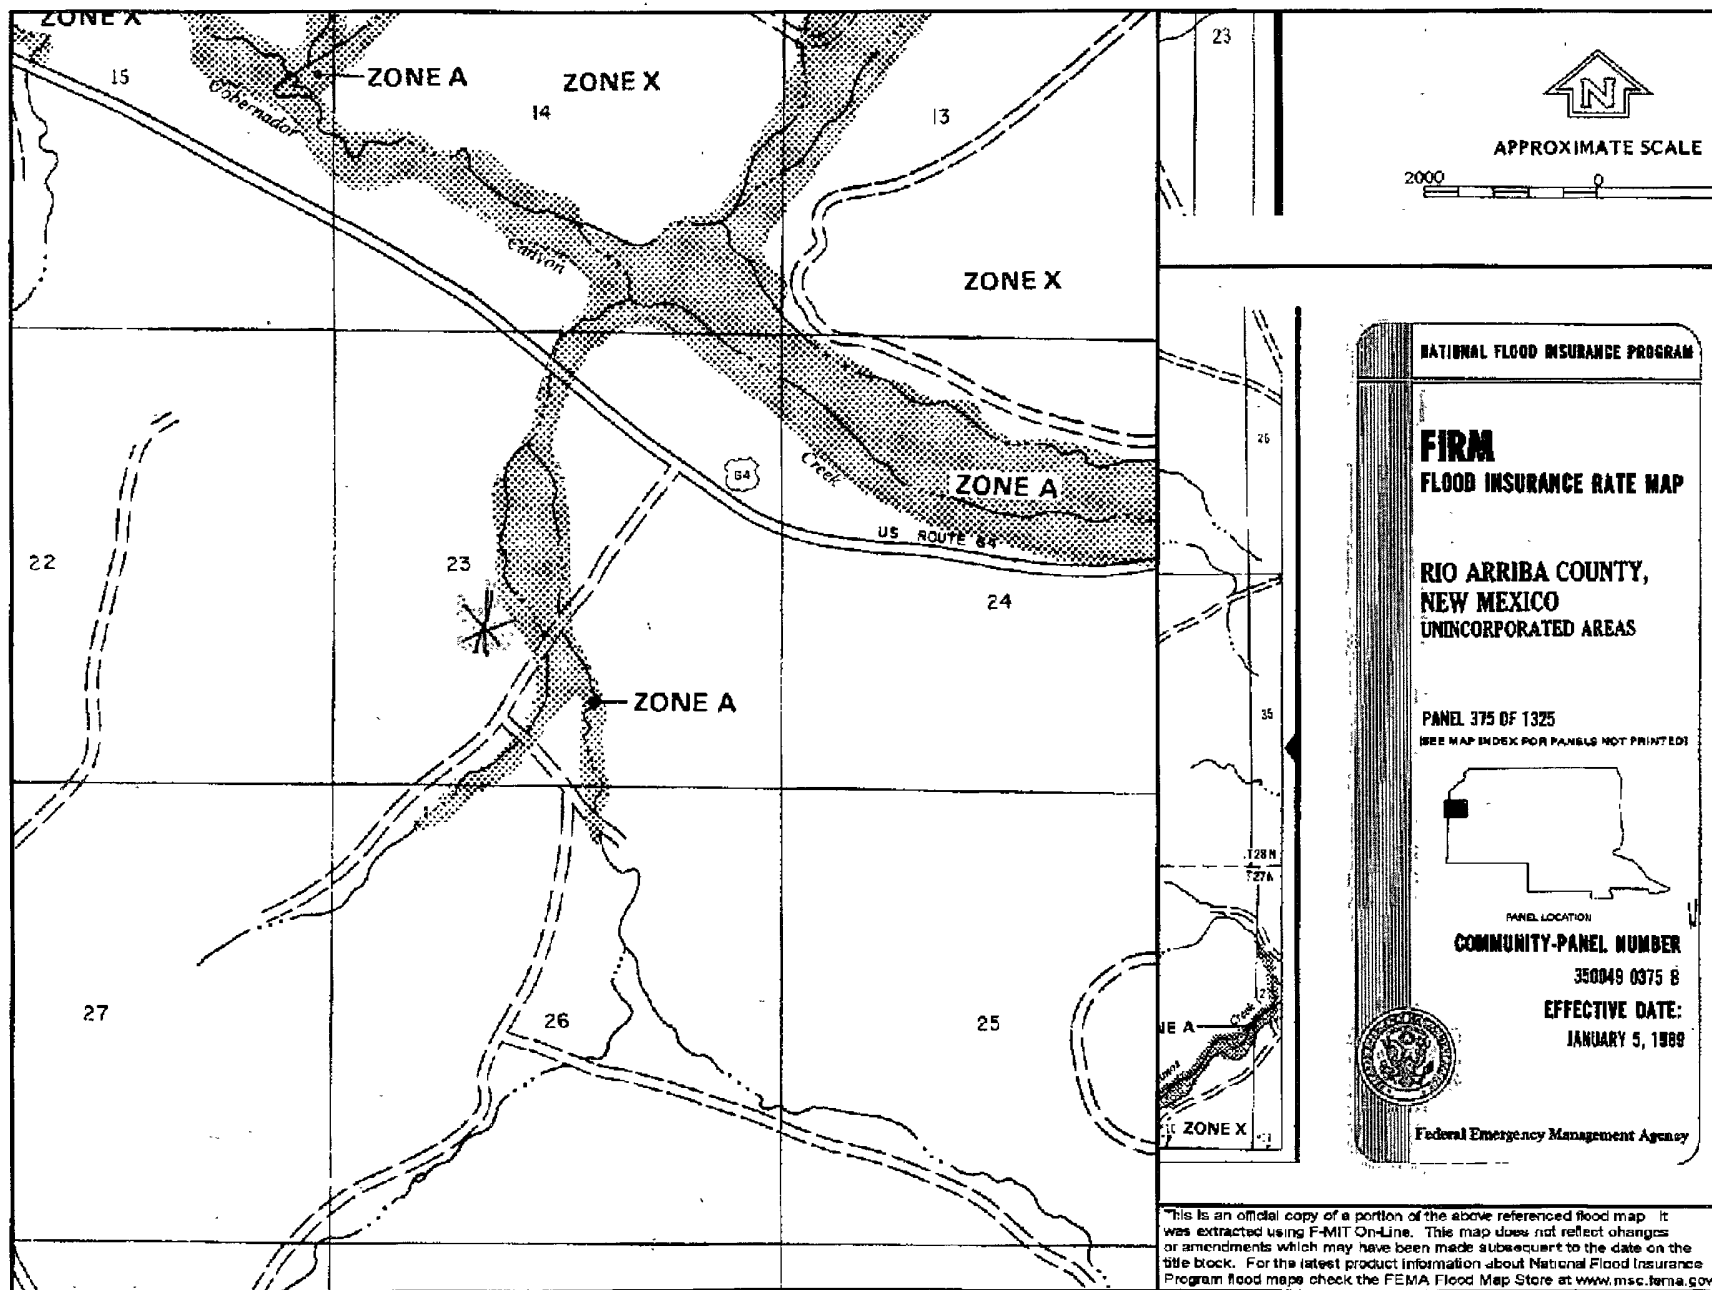 ZONE X
15
ZONE A
ZONE X
14
13
Gobernador
Canyon
ZONE X
64
Creek
ZONE A
US ROUTE 64
22
23
24
ZONE A
27
26
25
23
N
APPROXIMATE SCALE
2000 0
26
35
T28N
T27N
12
Creek
NE A
ZONE X
NATIONAL FLOOD INSURANCE PROGRAM
FIRM
FLOOD INSURANCE RATE MAP
RIO ARRIBA COUNTY,
NEW MEXICO
UNINCORPORATED AREAS
PANEL 375 OF 1325
(SEE MAP INDEX FOR PANELS NOT PRINTED)
PANEL LOCATION
COMMUNITY-PANEL NUMBER
350049 0375 B
EFFECTIVE DATE:
JANUARY 5, 1989
Federal Emergency Management Agency
This is an official copy of a portion of the above referenced flood map. It
was extracted using F-MIT On-Line. This map does not reflect changes
or amendments which may have been made subsequent to the date on the
title block. For the latest product information about National Flood Insurance
Program flood maps check the FEMA Flood Map Store at www.msc.fema.gov